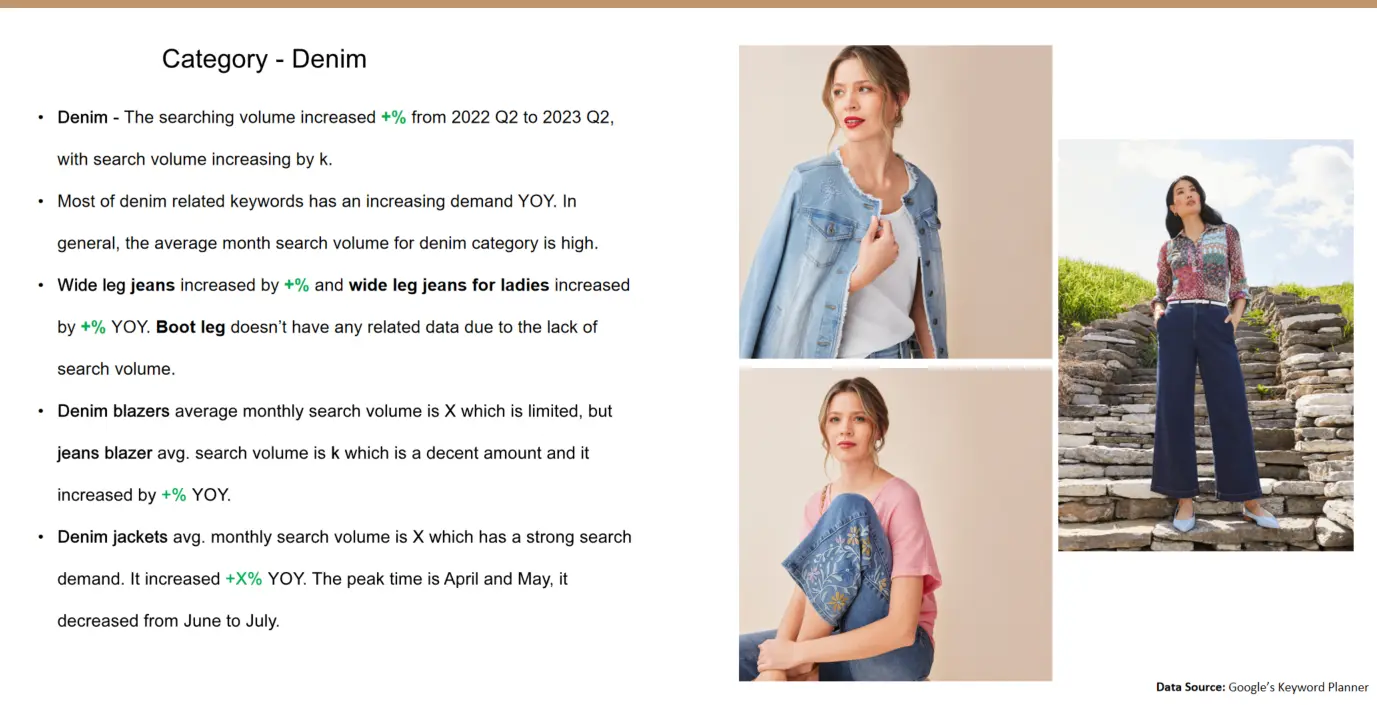 Category - Denim
• Denim - The searching volume increased +% from 2022 Q2 to 2023 Q2,
with search volume increasing by k.
• Most of denim related keywords has an increasing demand YOY. In
general, the average month search volume for denim category is high.
• Wide leg jeans increased by +% and wide leg jeans for ladies increased
by +% YOY. Boot leg doesn’t have any related data due to the lack of
search volume.
• Denim blazers average monthly search volume is X which is limited, but
jeans blazer avg. search volume is k which is a decent amount and it
increased by +% YOY.
• Denim jackets avg. monthly search volume is X which has a strong search
demand. It increased +X% YOY. The peak time is April and May, it
decreased from June to July.
Data Source: Google’s Keyword Planner